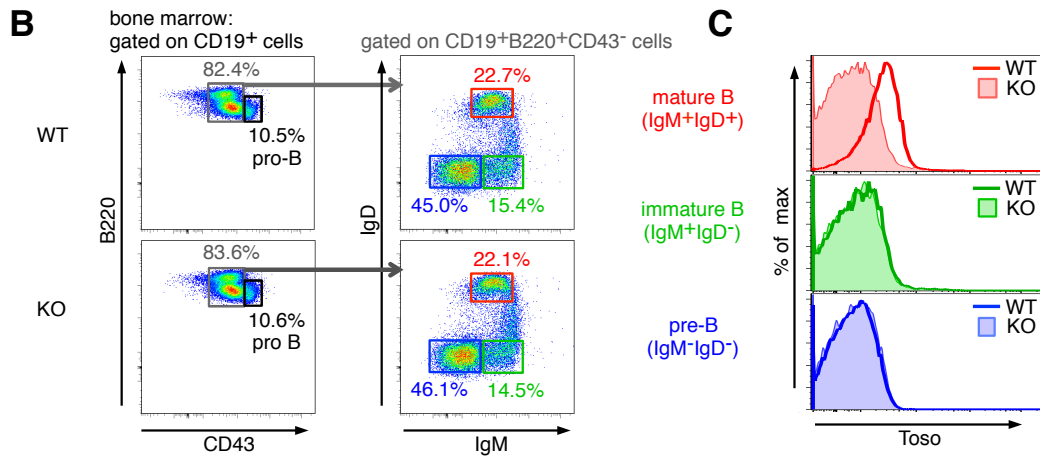 B
bone marrow:
gated on CD19+ cells
gated on CD19+B220+CD43- cells
82.4%
10.5%
pro-B
WT
22.7%
45.0%
15.4%
B220
IgD
83.6%
10.6%
pro B
KO
22.1%
46.1%
14.5%
CD43
IgM
C
mature B
(IgM+IgD+)
WT
KO
immature B
(IgM+IgD-)
WT
KO
pre-B
(IgM-IgD-)
WT
KO
% of max
Toso